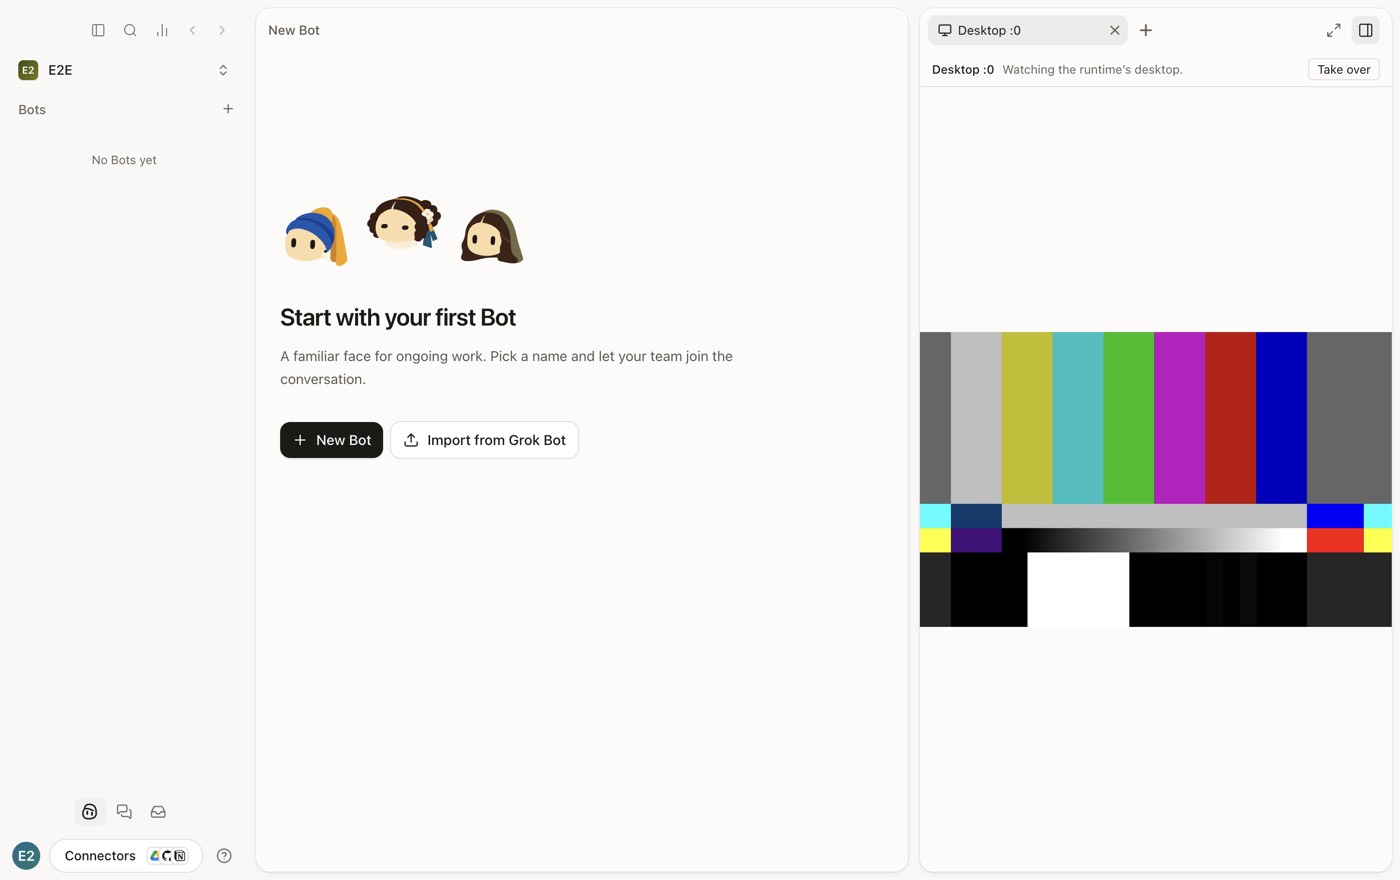 E2 E2E
Bots
No Bots yet
E2 Connectors
New Bot
Start with your first Bot
A familiar face for ongoing work. Pick a name and let your team join the
conversation.
New Bot
Import from Grok Bot
Desktop :0
Desktop :0 Watching the runtime's desktop.
Take over